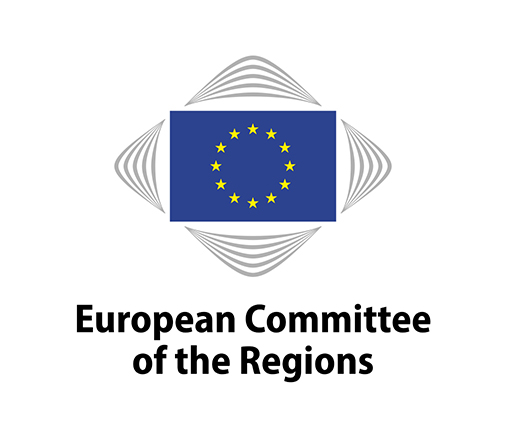 European Committee
of the Regions